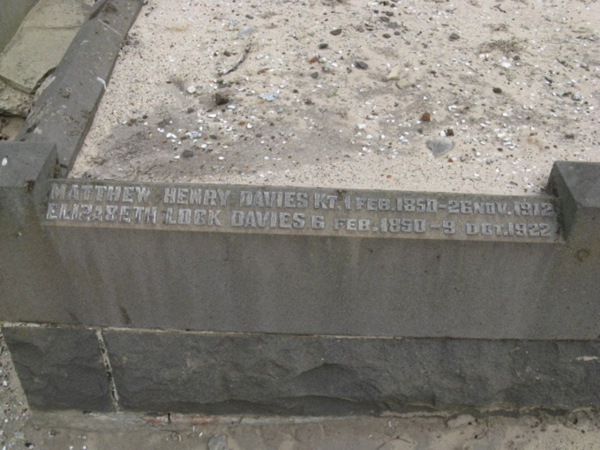 MATTHEW HENRY DAVIES KT. 1 FEB. 1850-26 NOV. 1912
ELIZABETH LOCK DAVIES 6 FEB. 1850-9 OCT. 1922